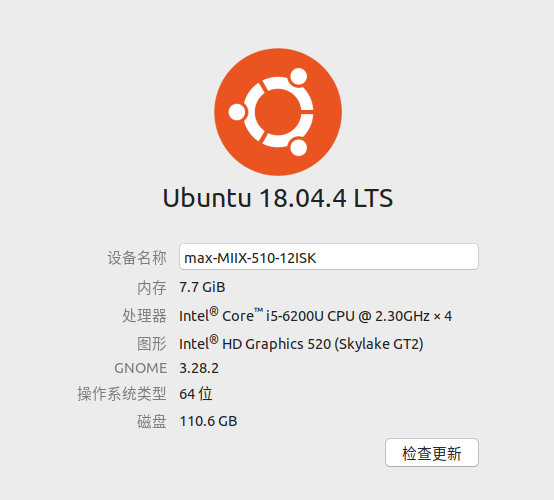 Ubuntu 18.04.4 LTS
设备名称 max-MIIX-510-12ISK
内存 7.7 GiB
处理器 Intel® Core™ i5-6200U CPU @ 2.30GHz × 4
图形 Intel® HD Graphics 520 (Skylake GT2)
GNOME 3.28.2
操作系统类型 64 位
磁盘 110.6 GB
检查更新